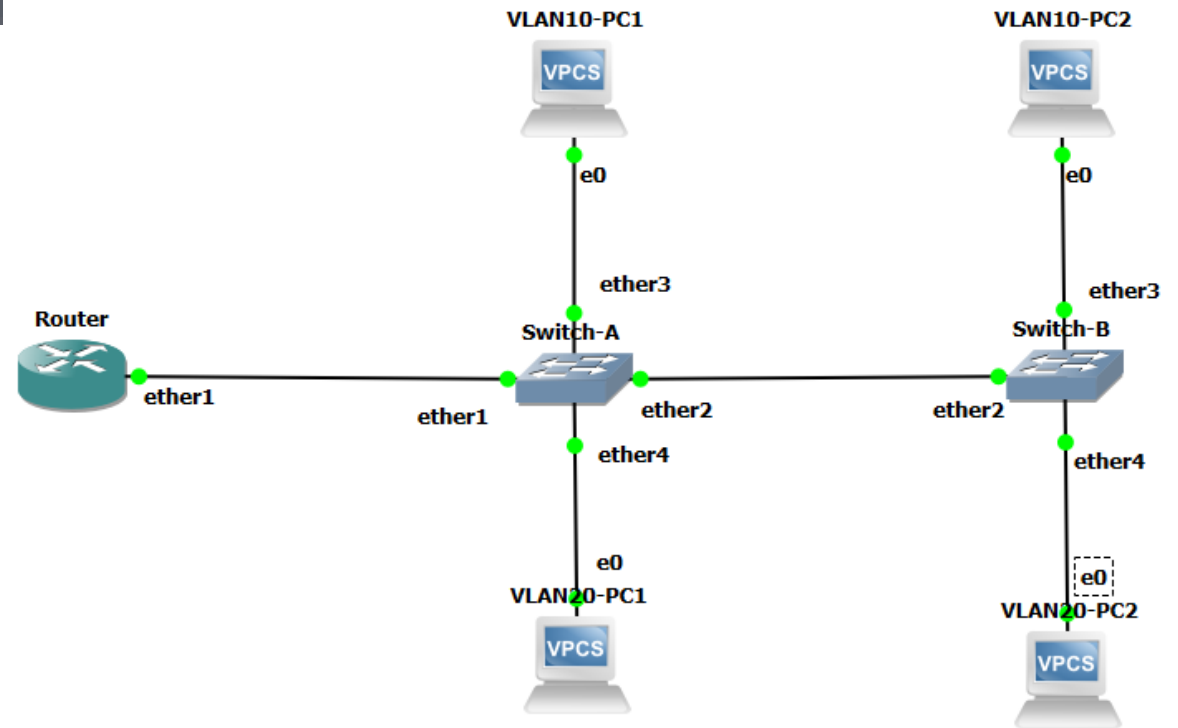 VLAN10-PC1
VLAN10-PC2
VPCS
VPCS
e0
e0
ether3
ether3
Router
Switch-A
Switch-B
ether1
ether1
ether2
ether2
ether4
ether4
e0
e0
VLAN20-PC1
VLAN20-PC2
VPCS
VPCS